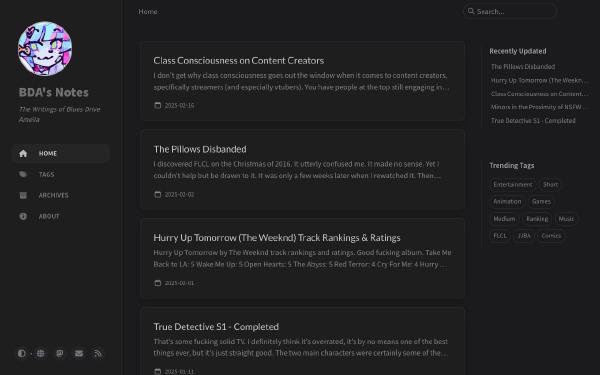 BDA's Notes
The Writings of Blues Drive
Amelia
HOME
TAGS
ARCHIVES
ABOUT
Home
Search...
Class Consciousness on Content Creators
I don't get why class consciousness goes out the window when it comes to content creators,
specifically streamers (and especially vtubers). You have people at the top still engaging in…
2025-02-16
The Pillows Disbanded
I discovered FLCL on the Christmas of 2016. It utterly confused me. It made no sense. Yet I
couldn't help but be drawn to it. It was only a few weeks later when I rewatched it. Then…
2025-02-02
Hurry Up Tomorrow (The Weeknd) Track Rankings & Ratings
Hurry Up Tomorrow by The Weeknd track rankings and ratings. Good fucking album. Take Me
Back to LA: 5 Wake Me Up: 5 Open Hearts: 5 The Abyss: 5 Red Terror: 4 Cry For Me: 4 Hurry …
2025-02-01
True Detective S1 - Completed
That's some fucking solid TV. I definitely think it's overrated, it's by no means one of the best
things ever, but it's just straight good. The two main characters were certainly some of the…
2025-01-11
Recently Updated
The Pillows Disbanded
Hurry Up Tomorrow (The Weekn…
Class Consciousness on Content…
Minors in the Proximity of NSFW …
True Detective S1 - Completed
Trending Tags
Entertainment Short
Animation Games
Medium Ranking Music
FLCL JJBA Comics